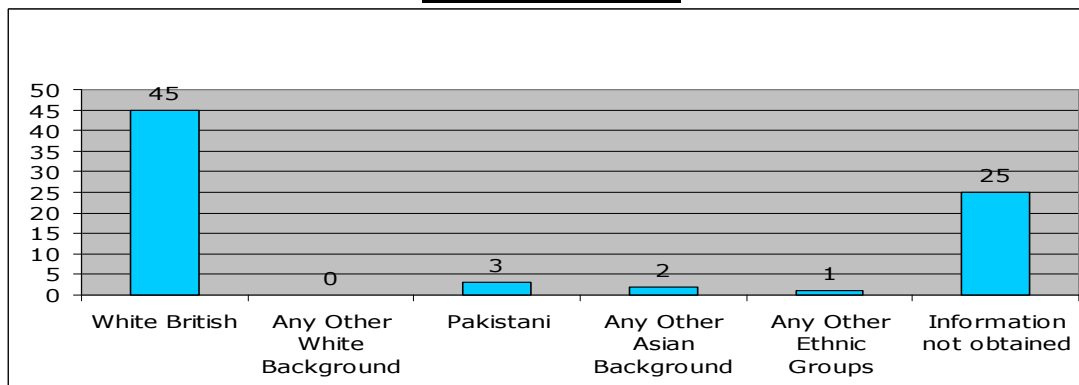 50
45
40
35
30
25
20
15
10
5
0
45
0
3
2
1
25
White British
Any Other
White
Background
Pakistani
Any Other
Asian
Background
Any Other
Ethnic
Groups
Information
not obtained